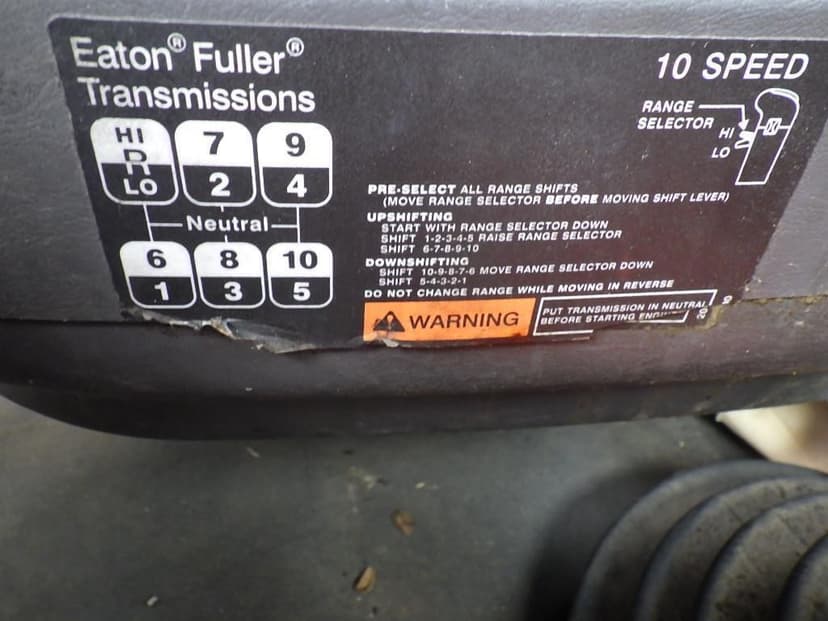 Eaton® Fuller®
Transmissions
10 SPEED
RANGE
SELECTOR
HI
LO
HI 7 9
R
LO 2 4
Neutral
6 8 10
1 3 5
PRE-SELECT ALL RANGE SHIFTS
(MOVE RANGE SELECTOR BEFORE MOVING SHIFT LEVER)
UPSHIFTING
START WITH RANGE SELECTOR DOWN
SHIFT 1-2-3-4-5 RAISE RANGE SELECTOR
SHIFT 6-7-8-9-10
DOWNSHIFTING
SHIFT 10-9-8-7-6 MOVE RANGE SELECTOR DOWN
SHIFT 5-4-3-2-1
DO NOT CHANGE RANGE WHILE MOVING IN REVERSE
WARNING
PUT TRANSMISSION IN NEUTRAL
BEFORE STARTING